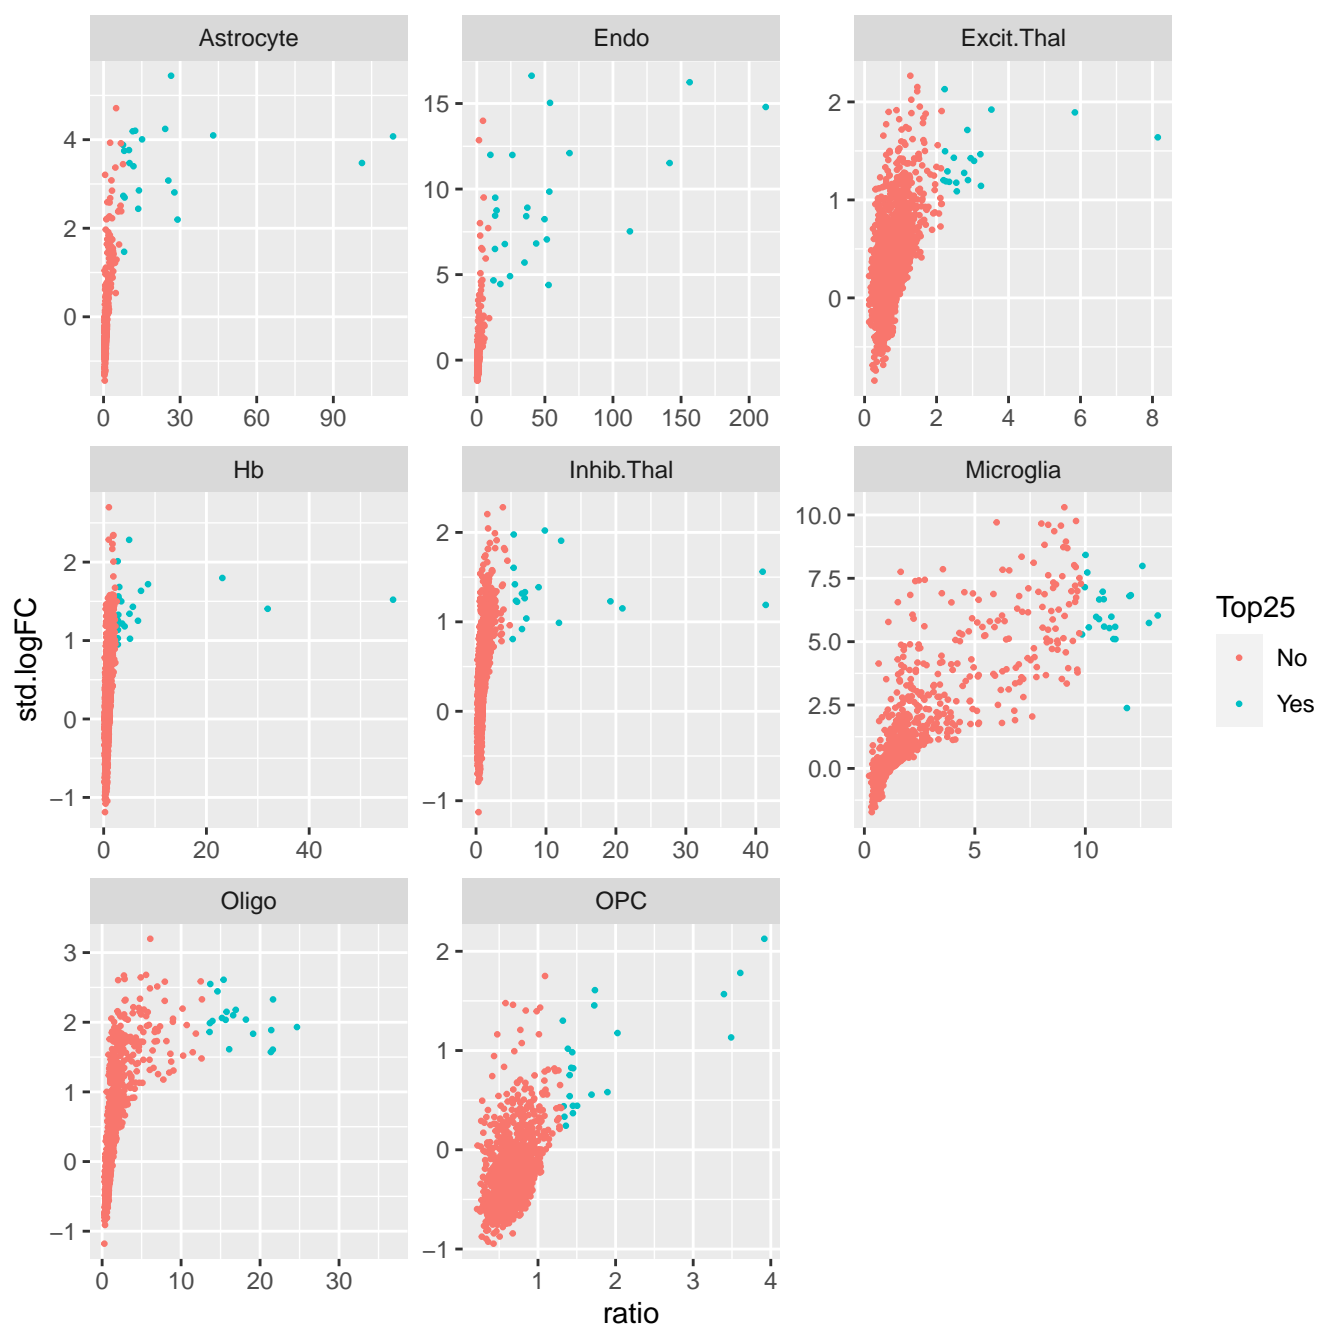 Astrocyte Endo Excit.Thal
4
2
0
15
10
5
0
2
1
0
0 30 60 90
0 50 100 150 200
0 2 4 6 8
Hb Inhib.Thal Microglia
2
1
0
−1
2
1
0
−1
10.0
7.5
5.0
2.5
0.0
0 20 40
0 10 20 30 40
0 5 10
Oligo OPC
3
2
1
0
−1
2
1
0
−1
0 10 20 30
1 2 3 4
ratio
std.logFC
Top25
No
Yes